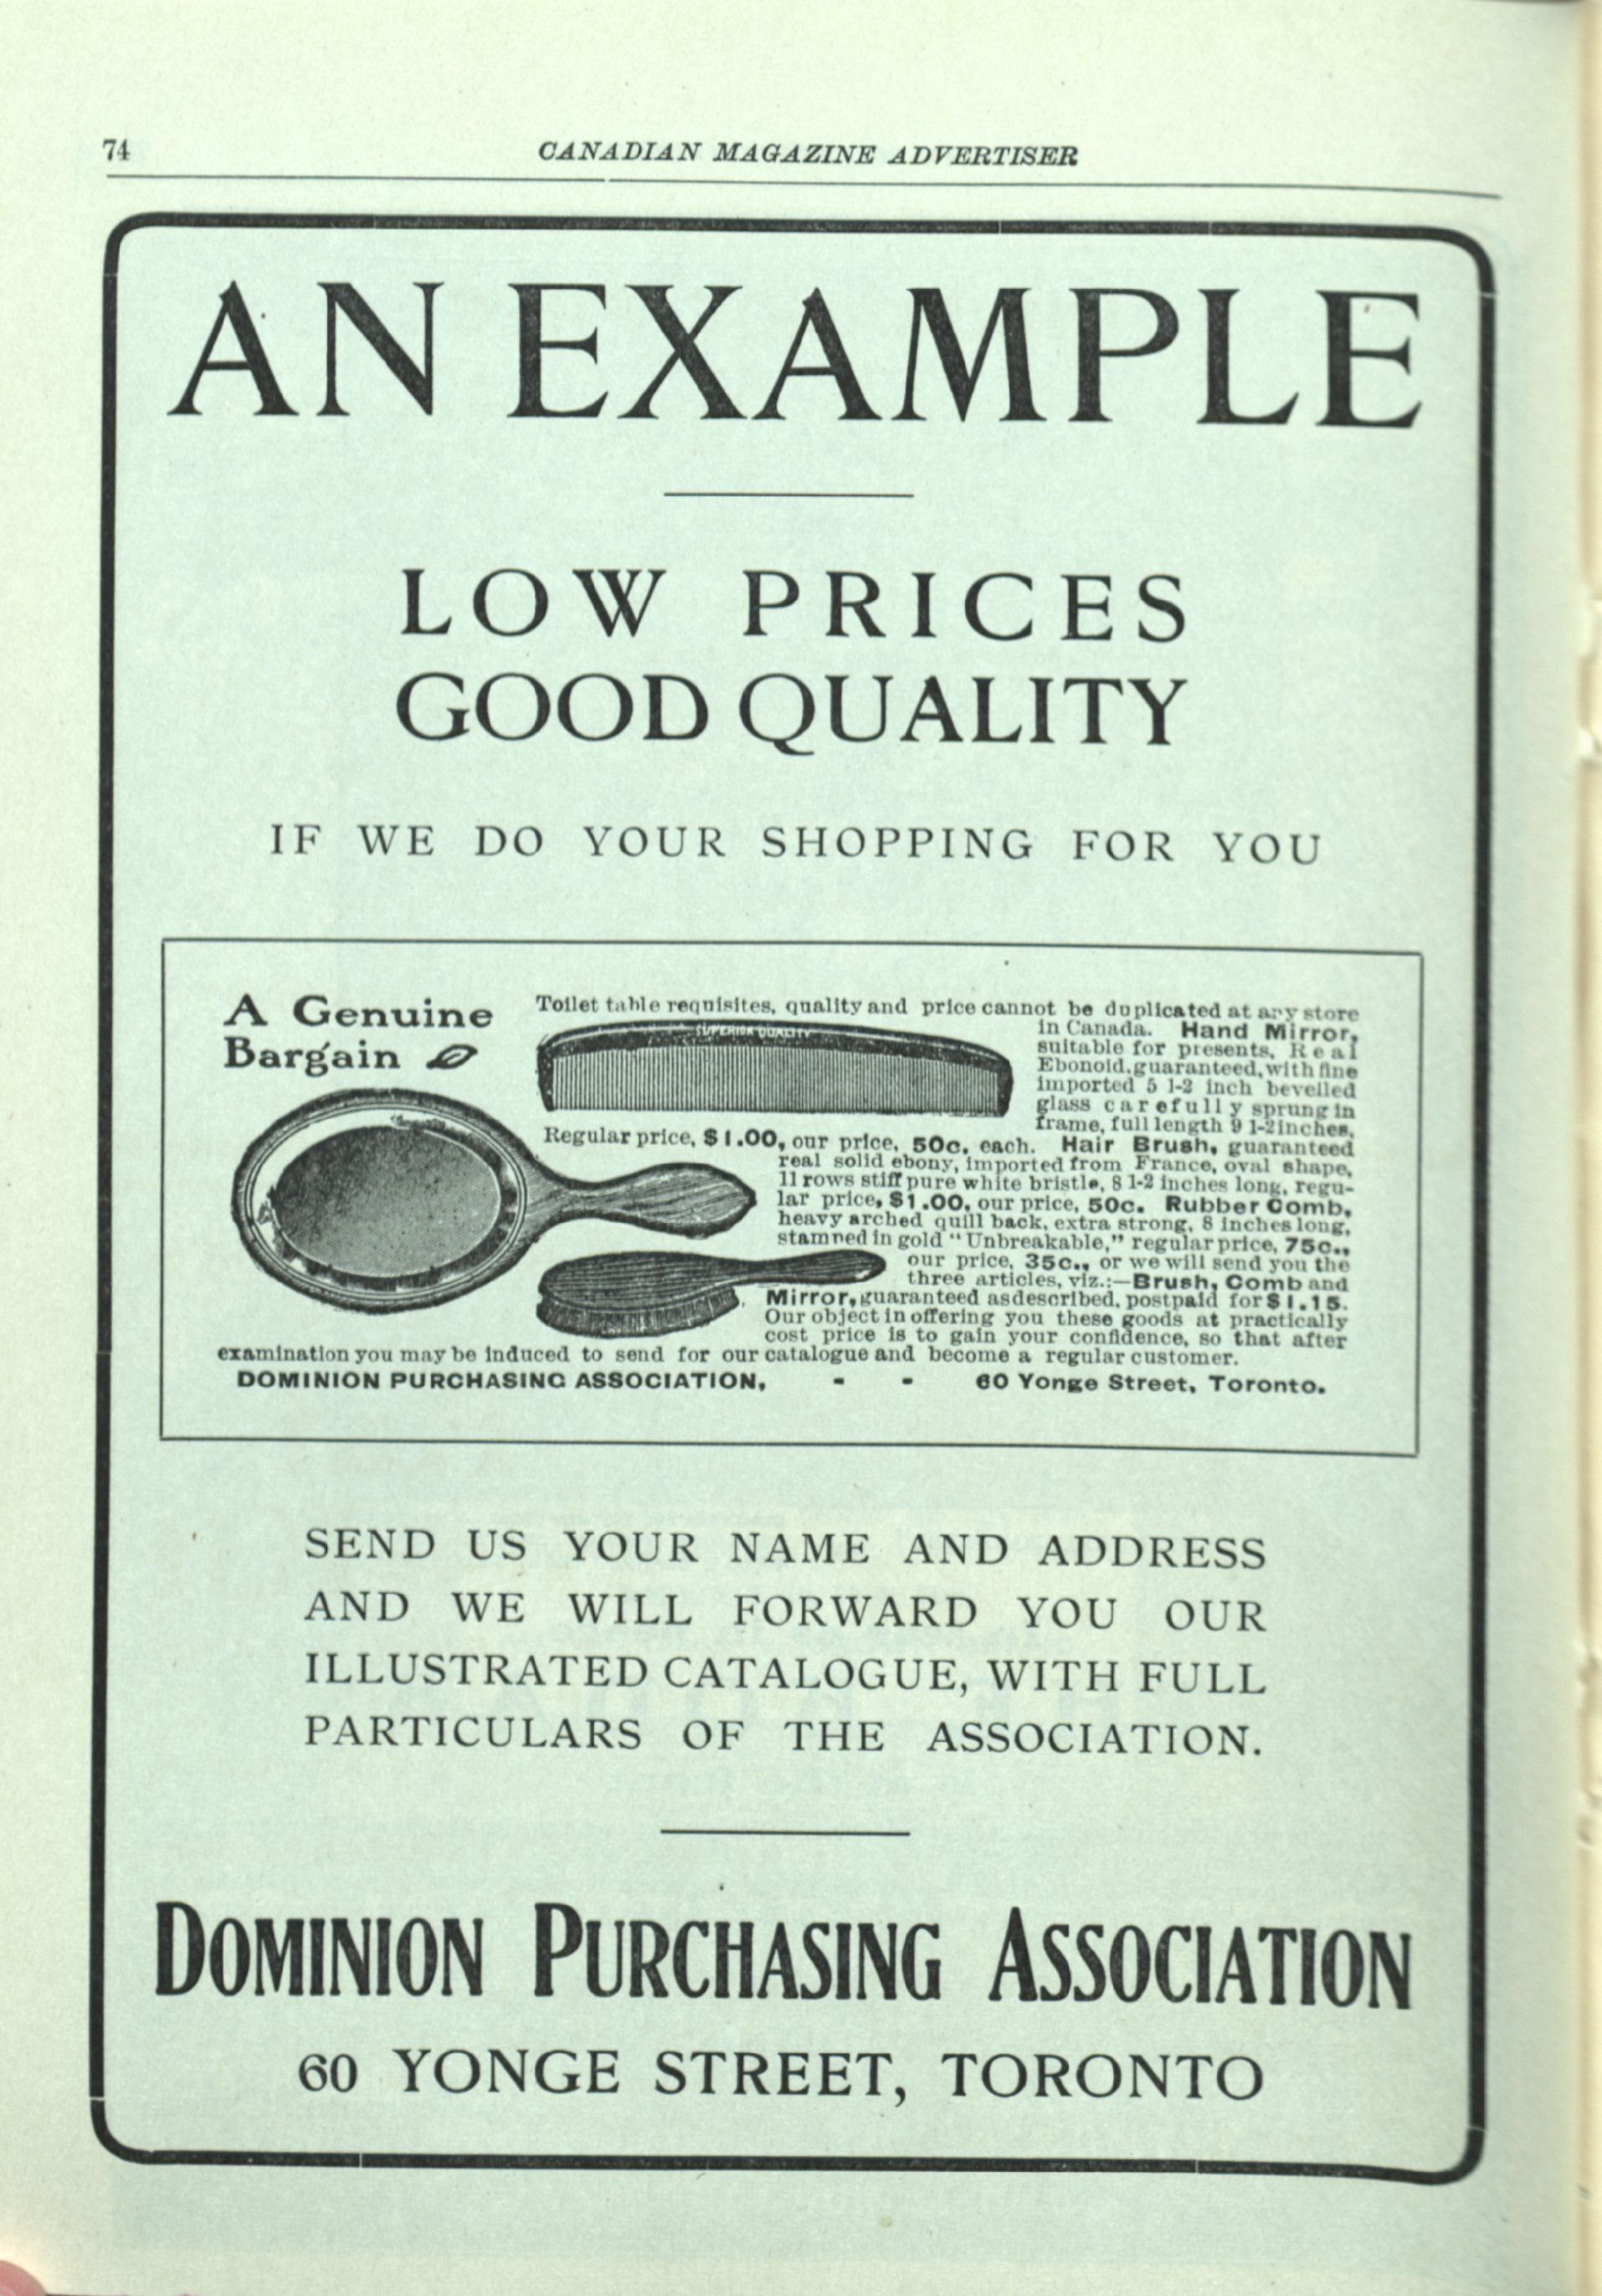 74
CANADIAN MAGAZINE ADVERTISER
AN EXAMPLE
LOW PRICES
GOOD QUALITY
IF WE DO YOUR SHOPPING FOR YOU
A Genuine
Bargain
Toilet table requisites, quality and price cannot be duplicated at any store
SUPERIOR QUALITY
in Canada. Hand Mirror,
suitable for presents, Real
Ebonoid, guaranteed, with fine
imported 5 1-2 inch bevelled
glass carefully sprung in
frame, full length 9 1-2 inches,
Regular price, $1.00, our price, 50c. each. Hair Brush, guaranteed
real solid ebony, imported from France, oval shape,
11 rows stiff pure white bristle, 8 1-2 inches long, regu-
lar price, $1.00, our price, 50c. Rubber Comb,
heavy arched quill back, extra strong, 8 inches long,
stamped in gold "Unbreakable," regular price, 75c.,
our price, 35c., or we will send you the
three articles, viz.:—Brush, Comb and
Mirror, guaranteed as described, postpaid for $1.15.
Our object in offering you these goods at practically
cost price is to gain your confidence, so that after
examination you may be induced to send for our catalogue and become a regular customer.
DOMINION PURCHASING ASSOCIATION, - - 60 Yonge Street, Toronto.
SEND US YOUR NAME AND ADDRESS
AND WE WILL FORWARD YOU OUR
ILLUSTRATED CATALOGUE, WITH FULL
PARTICULARS OF THE ASSOCIATION.
DOMINION PURCHASING ASSOCIATION
60 YONGE STREET, TORONTO